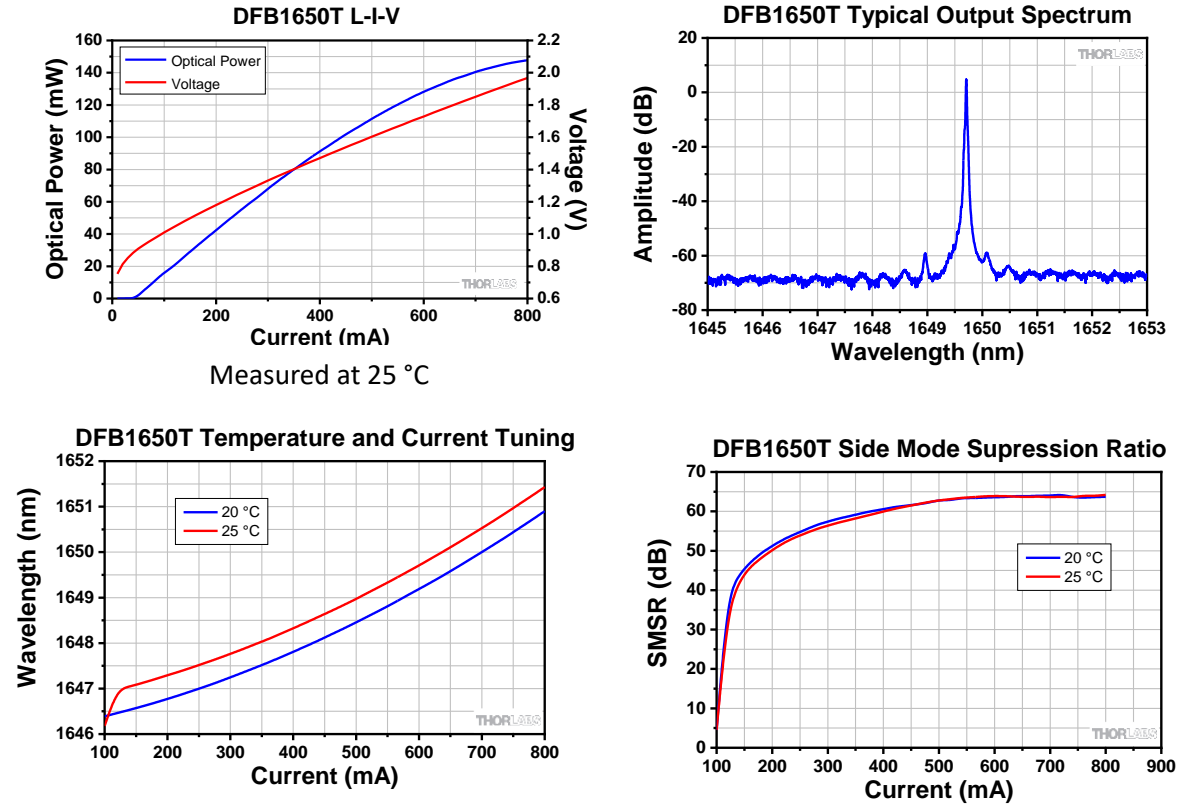 DFB1650T L-I-V
160
140
120
100
80
60
40
20
0
2.2
2.0
1.8
1.6
1.4
1.2
1.0
0.8
0.6
Optical Power
Voltage
Optical Power (mW)
Voltage (V)
THORLABS
0 200 400 600 800
Current (mA)
Measured at 25 °C
DFB1650T Typical Output Spectrum
20
0
-20
-40
-60
-80
Amplitude (dB)
THORLABS
1645 1646 1647 1648 1649 1650 1651 1652 1653
Wavelength (nm)
DFB1650T Temperature and Current Tuning
1652
1651
1650
1649
1648
1647
1646
Wavelength (nm)
20 °C
25 °C
THORLABS
100 200 300 400 500 600 700 800
Current (mA)
DFB1650T Side Mode Supression Ratio
70
60
50
40
30
20
10
0
SMSR (dB)
20 °C
25 °C
THORLABS
100 200 300 400 500 600 700 800 900
Current (mA)